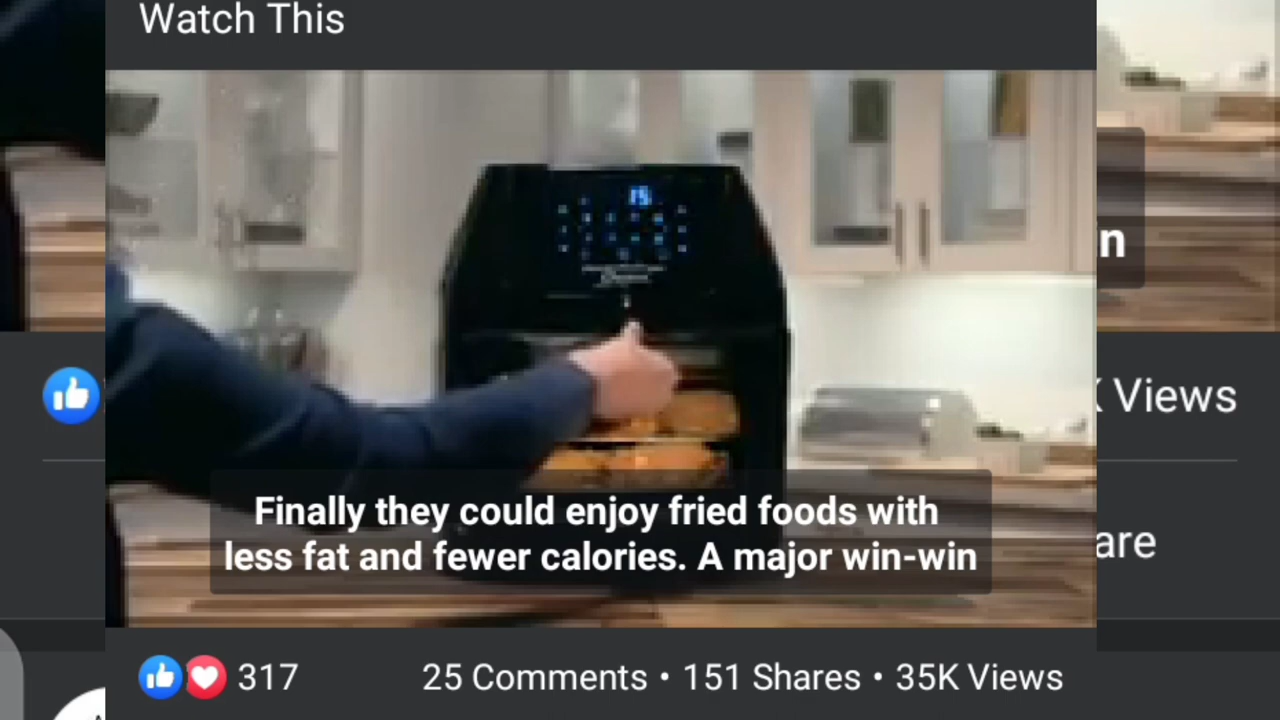 Watch This
15
Finally they could enjoy fried foods with
less fat and fewer calories. A major win-win
317
25 Comments • 151 Shares • 35K Views
n
Views
are